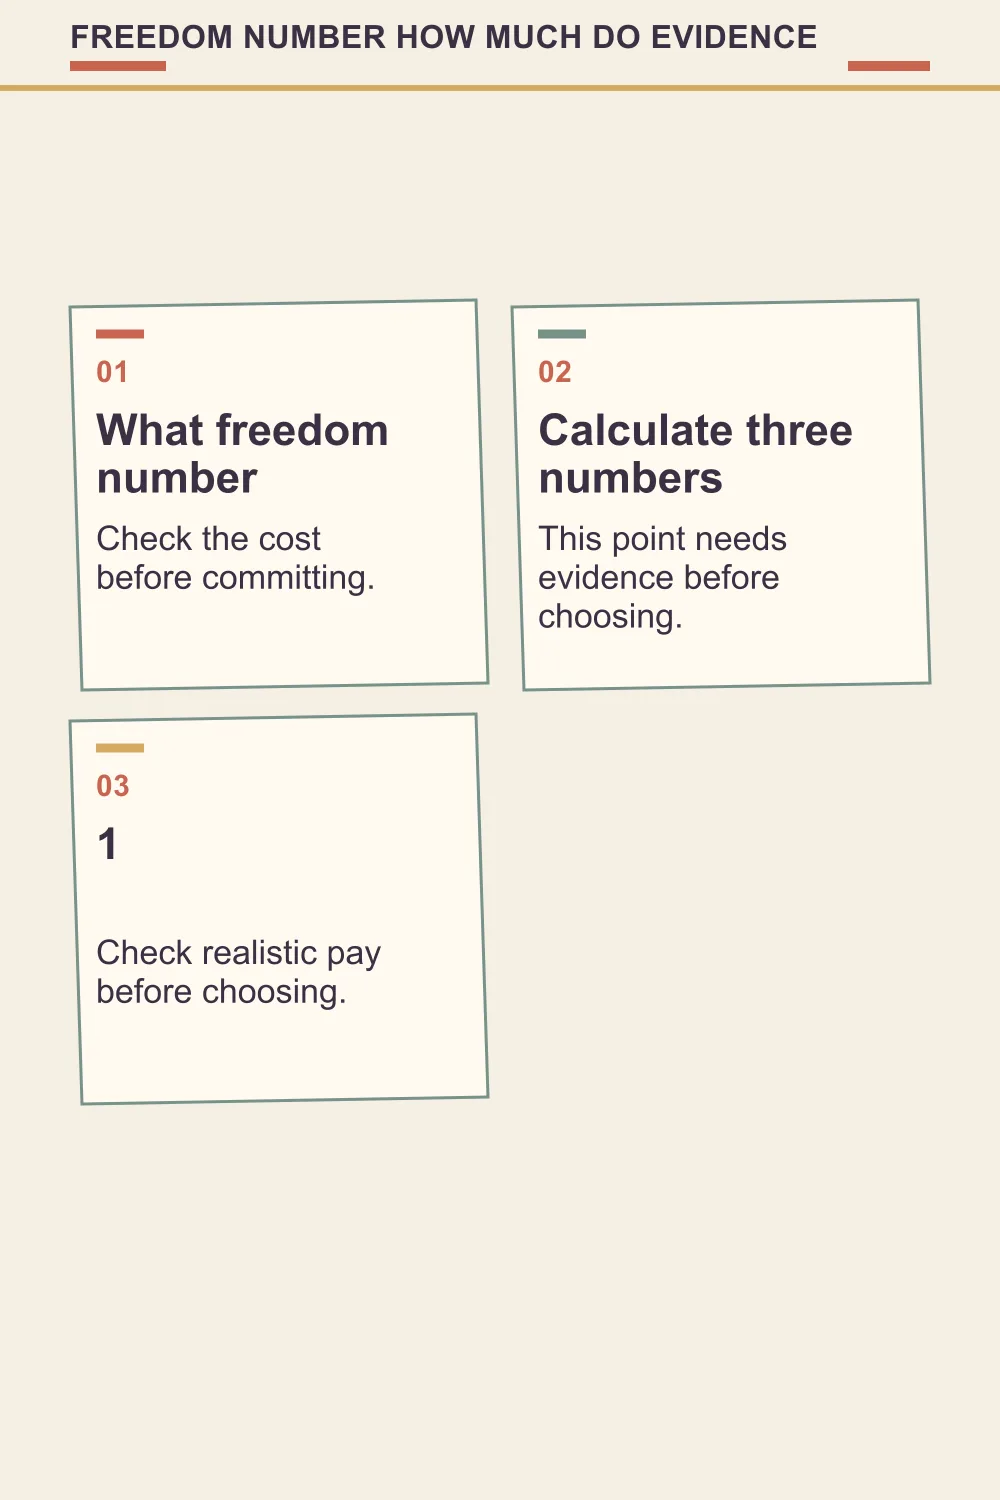 FREEDOM NUMBER HOW MUCH DO EVIDENCE
01
What freedom
number
Check the cost
before committing.
02
Calculate three
numbers
This point needs
evidence before
choosing.
03
1
Check realistic pay
before choosing.